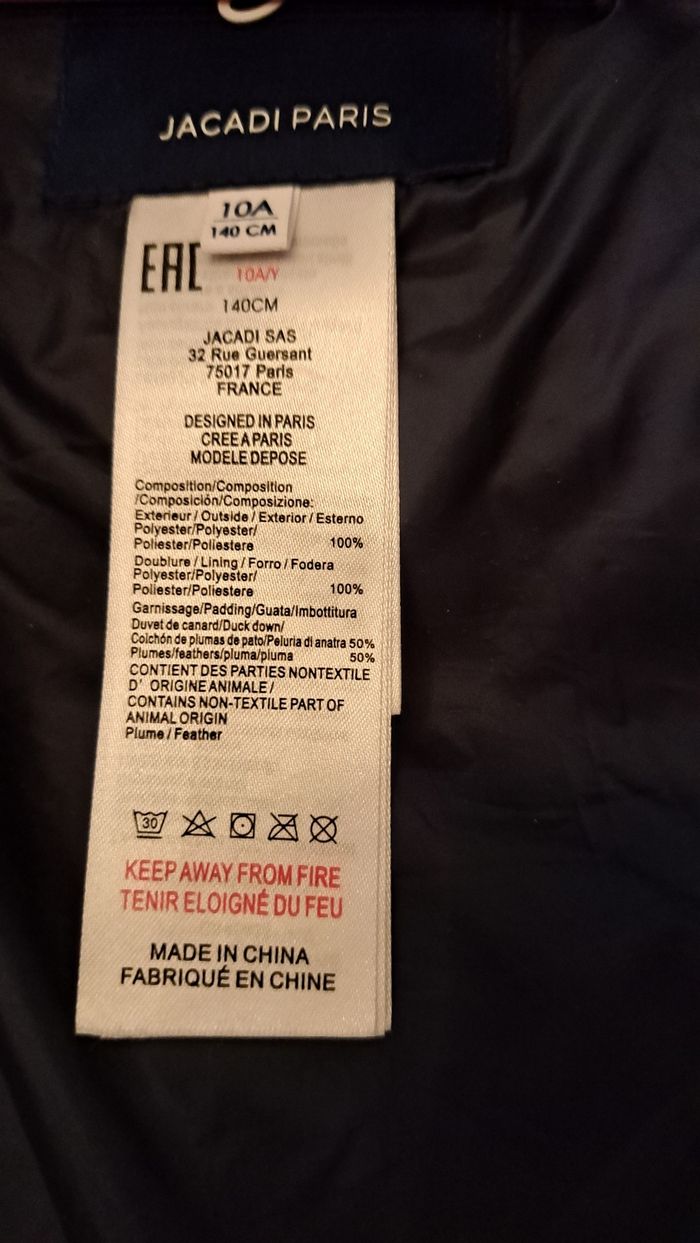 JACADI PARIS
10A
140 CM
EAC
10A/Y
140CM
JACADI SAS
32 Rue Guersant
75017 Paris
FRANCE
DESIGNED IN PARIS
CREE A PARIS
MODELE DEPOSE
Composition/Composition
/Composición/Composizione:
Exterieur / Outside / Exterior / Esterno
Polyester/Polyester/
Poliester/Poliestere 100%
Doublure / Lining / Forro / Fodera
Polyester/Polyester/
Poliester/Poliestere 100%
Garnissage/Padding/Guata/Imbottitura
Duvet de canard/Duck down/
Colchón de plumas de pato/Peluria di anatra 50%
Plumes/feathers/pluma/pluma 50%
CONTIENT DES PARTIES NONTEXTILE
D' ORIGINE ANIMALE /
CONTAINS NON-TEXTILE PART OF
ANIMAL ORIGIN
Plume / Feather
30
KEEP AWAY FROM FIRE
TENIR ELOIGNÉ DU FEU
MADE IN CHINA
FABRIQUÉ EN CHINE